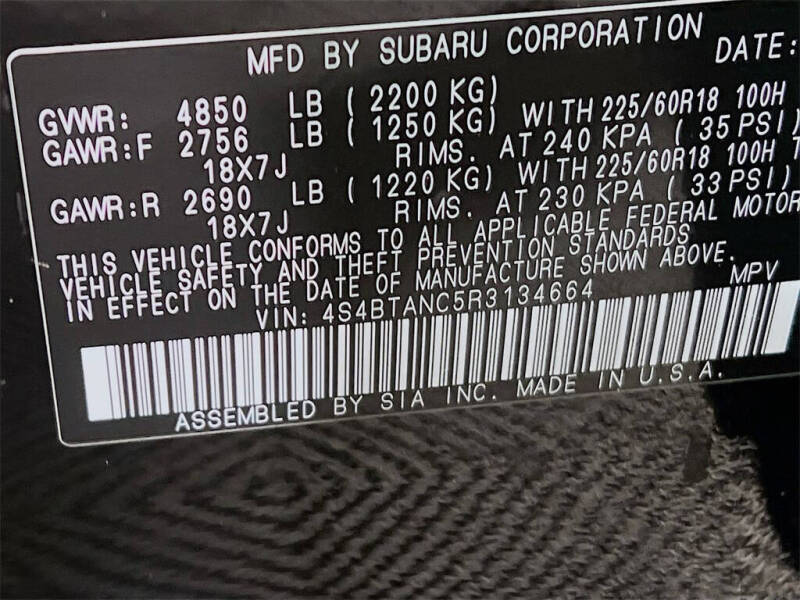 MFD BY SUBARU CORPORATION DATE:
GVWR: 4850 LB ( 2200 KG)
GAWR:F 2756 LB ( 1250 KG) WITH 225/60R18 100H
18X7J RIMS. AT 240 KPA ( 35 PSI)
GAWR:R 2690 LB ( 1220 KG) WITH 225/60R18 100H T
18X7J RIMS. AT 230 KPA ( 33 PSI)
THIS VEHICLE CONFORMS TO ALL APPLICABLE FEDERAL MOTOR
VEHICLE SAFETY AND THEFT PREVENTION STANDARDS
IN EFFECT ON THE DATE OF MANUFACTURE SHOWN ABOVE.
VIN: 4S4BTANC5R3134664 MPV
ASSEMBLED BY SIA INC. MADE IN U.S.A.